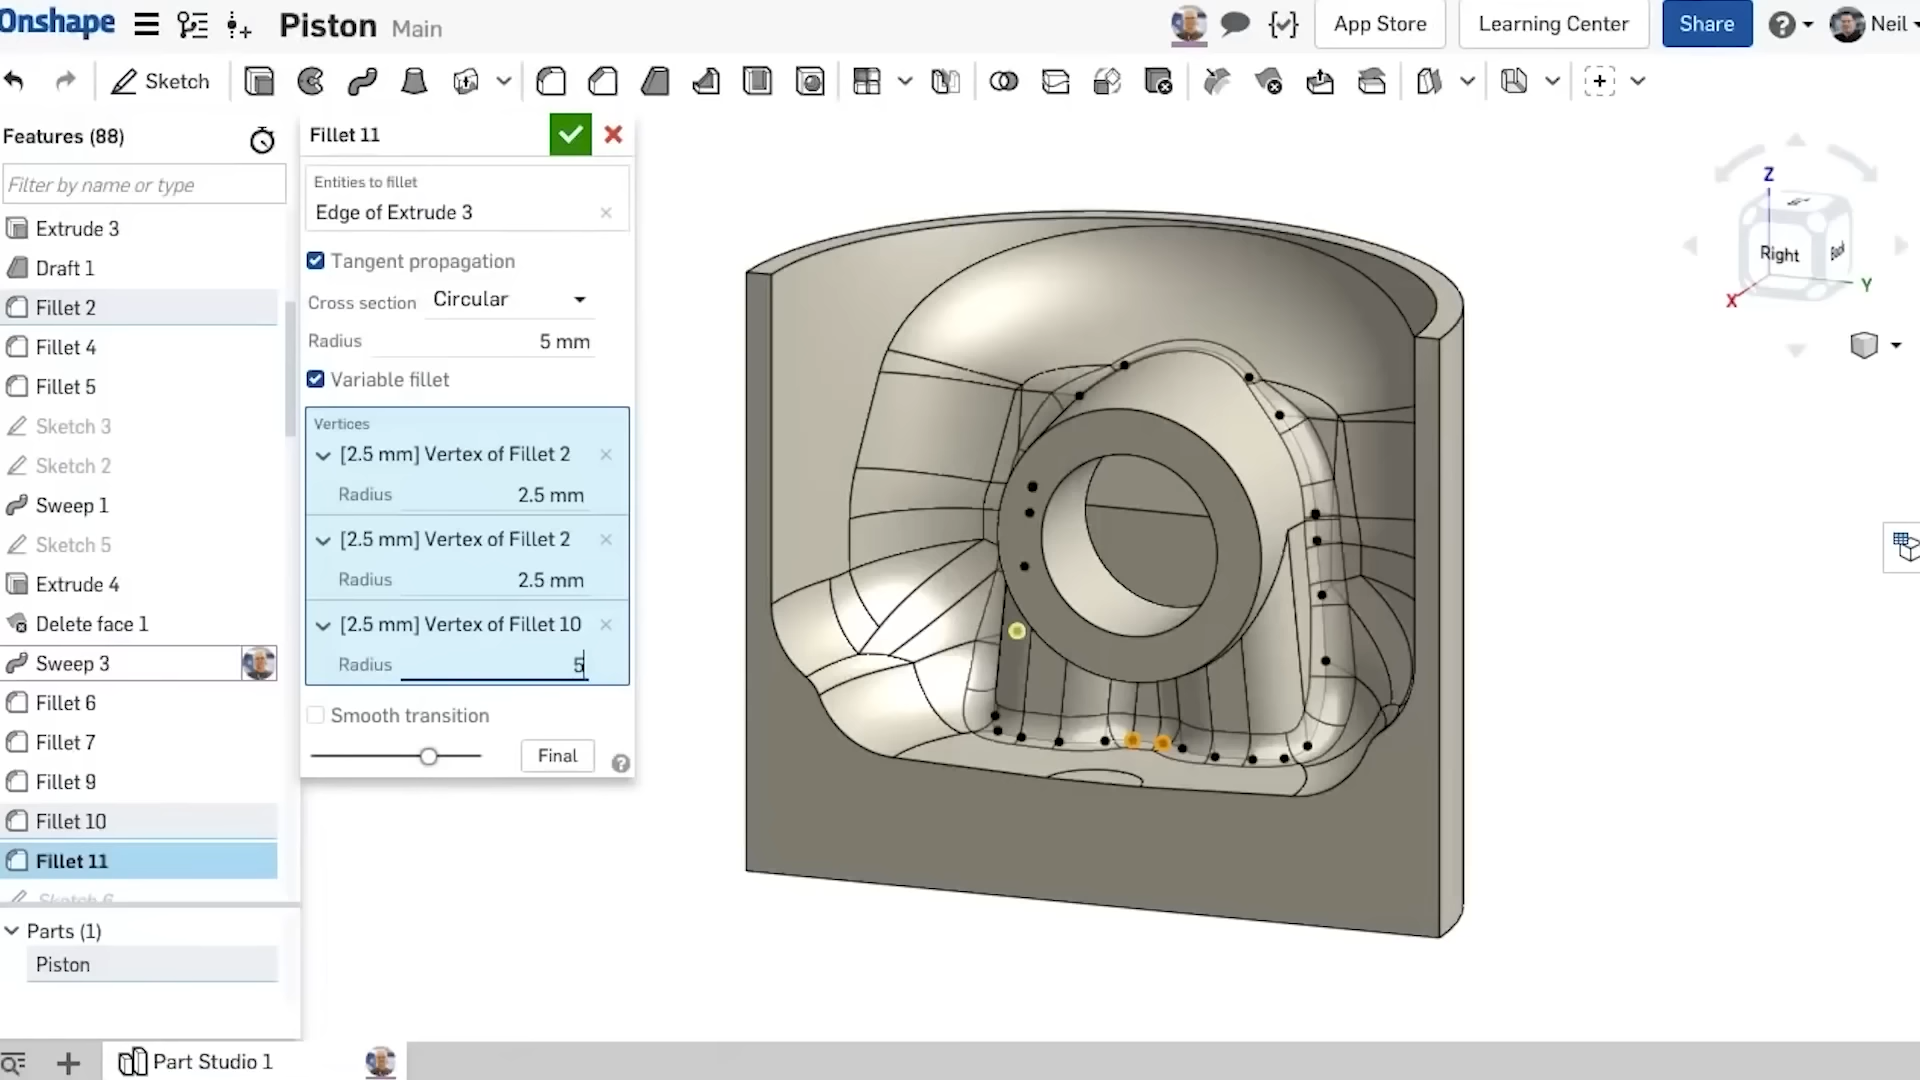 Onshape
Piston Main
App Store
Learning Center
Share
Neil
Sketch
Features (88)
Filter by name or type
Extrude 3
Draft 1
Fillet 2
Fillet 4
Fillet 5
Sketch 3
Sketch 2
Sweep 1
Sketch 5
Extrude 4
Delete face 1
Sweep 3
Fillet 6
Fillet 7
Fillet 9
Fillet 10
Fillet 11
Sketch 6
Parts (1)
Piston
Fillet 11
Entities to fillet
Edge of Extrude 3
Tangent propagation
Cross section Circular
Radius 5 mm
Variable fillet
Vertices
[2.5 mm] Vertex of Fillet 2
Radius 2.5 mm
[2.5 mm] Vertex of Fillet 2
Radius 2.5 mm
[2.5 mm] Vertex of Fillet 10
Radius 5
Smooth transition
Final
Z
Right
Back
X
Y
Part Studio 1